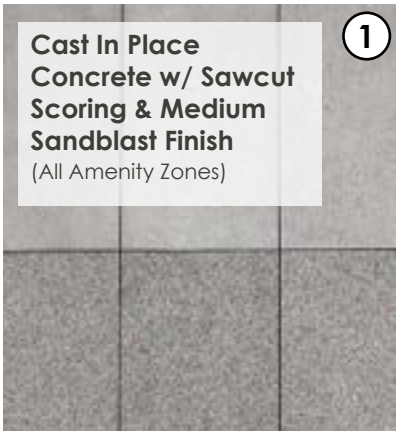 Cast In Place
Concrete w/ Sawcut
Scoring & Medium
Sandblast Finish
(All Amenity Zones)
1